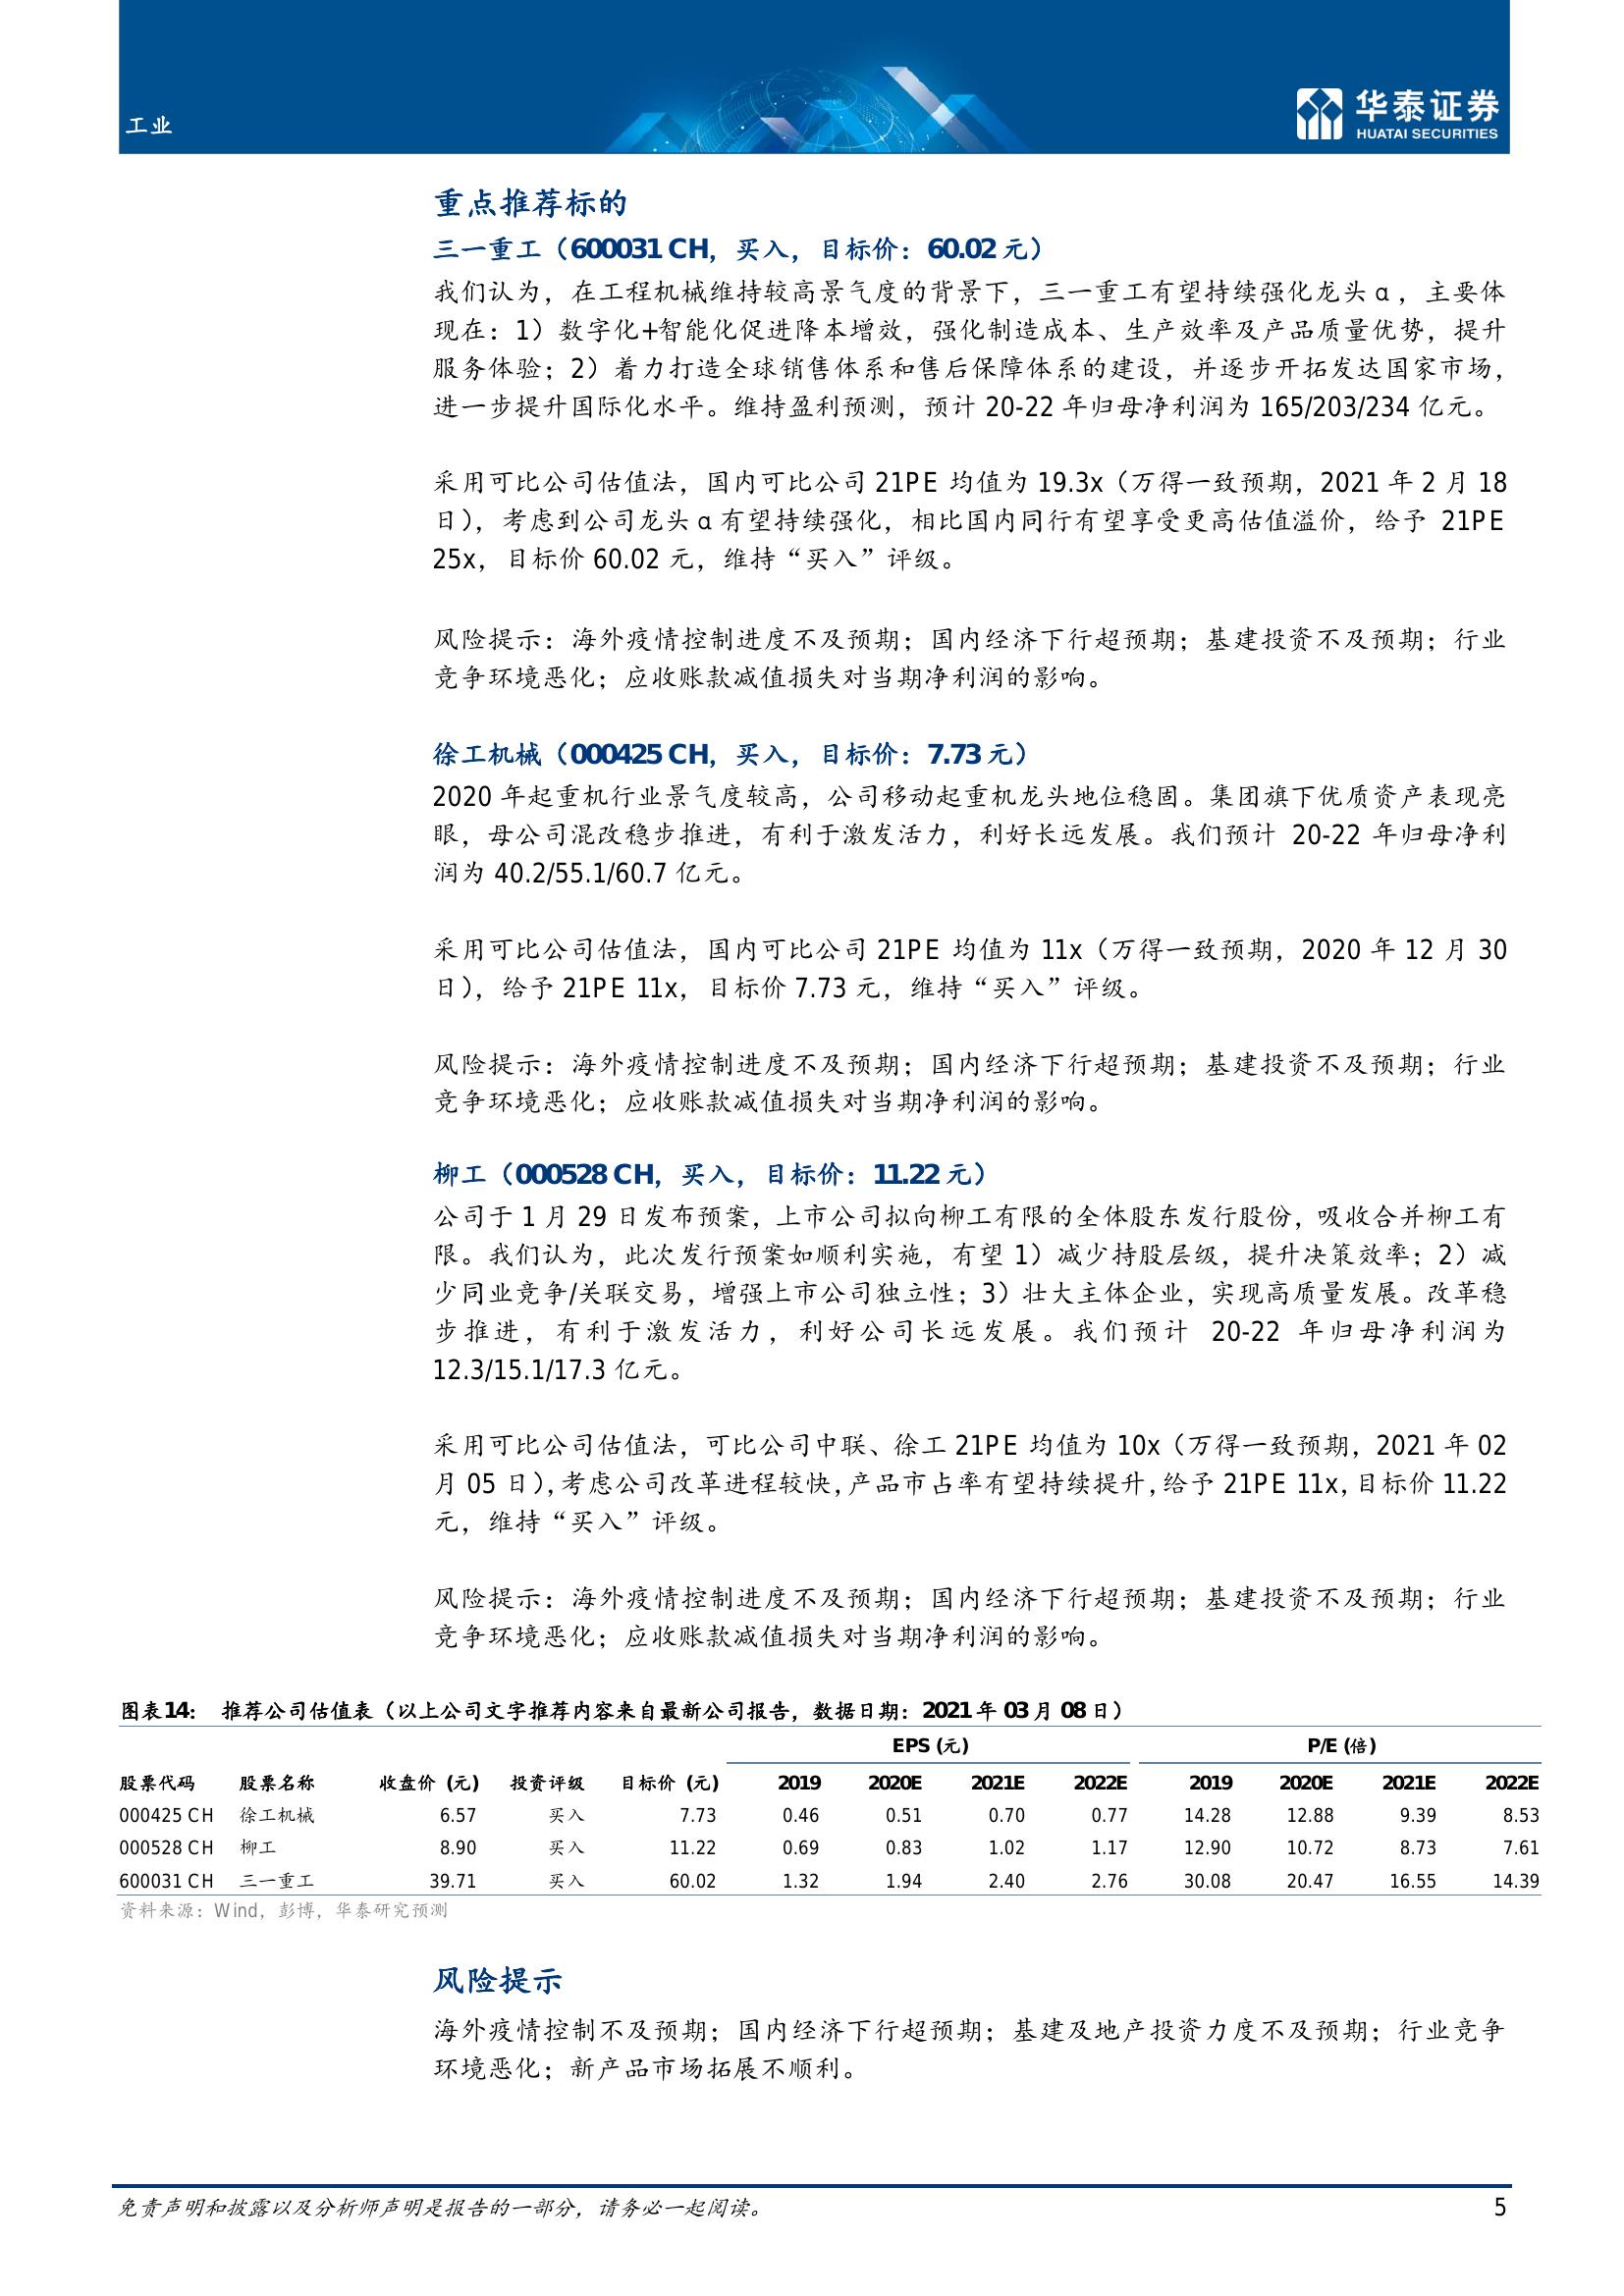 工业
华泰证券
HUATAI SECURITIES
重点推荐标的
三一重工（600031 CH，买入，目标价：60.02 元）
我们认为，在工程机械维持较高景气度的背景下，三一重工有望持续强化龙头 α，主要体
现在：1）数字化+智能化促进降本增效，强化制造成本、生产效率及产品质量优势，提升
服务体验；2）着力打造全球销售体系和售后保障体系的建设，并逐步开拓发达国家市场，
进一步提升国际化水平。维持盈利预测，预计 20-22 年归母净利润为 165/203/234 亿元。
采用可比公司估值法，国内可比公司 21PE 均值为 19.3x（万得一致预期，2021 年 2 月 18
日），考虑到公司龙头 α 有望持续强化，相比国内同行有望享受更高估值溢价，给予 21PE
25x，目标价 60.02 元，维持“买入”评级。
风险提示：海外疫情控制进度不及预期；国内经济下行超预期；基建投资不及预期；行业
竞争环境恶化；应收账款减值损失对当期净利润的影响。
徐工机械（000425 CH，买入，目标价：7.73 元）
2020 年起重机行业景气度较高，公司移动起重机龙头地位稳固。集团旗下优质资产表现亮
眼，母公司混改稳步推进，有利于激发活力，利好长远发展。我们预计 20-22 年归母净利
润为 40.2/55.1/60.7 亿元。
采用可比公司估值法，国内可比公司 21PE 均值为 11x（万得一致预期，2020 年 12 月 30
日），给予 21PE 11x，目标价 7.73 元，维持“买入”评级。
风险提示：海外疫情控制进度不及预期；国内经济下行超预期；基建投资不及预期；行业
竞争环境恶化；应收账款减值损失对当期净利润的影响。
柳工（000528 CH，买入，目标价：11.22 元）
公司于 1 月 29 日发布预案，上市公司拟向柳工有限的全体股东发行股份，吸收合并柳工有
限。我们认为，此次发行预案如顺利实施，有望 1）减少持股层级，提升决策效率；2）减
少同业竞争/关联交易，增强上市公司独立性；3）壮大主体企业，实现高质量发展。改革稳
步推进，有利于激发活力，利好公司长远发展。我们预计 20-22 年归母净利润为
12.3/15.1/17.3 亿元。
采用可比公司估值法，可比公司中联、徐工 21PE 均值为 10x（万得一致预期，2021 年 02
月 05 日），考虑公司改革进程较快，产品市占率有望持续提升，给予 21PE 11x，目标价 11.22
元，维持“买入”评级。
风险提示：海外疫情控制进度不及预期；国内经济下行超预期；基建投资不及预期；行业
竞争环境恶化；应收账款减值损失对当期净利润的影响。
图表14： 推荐公司估值表（以上公司文字推荐内容来自最新公司报告，数据日期：2021 年 03 月 08 日）
EPS (元) P/E (倍)
股票代码 股票名称 收盘价 (元) 投资评级 目标价 (元) 2019 2020E 2021E 2022E 2019 2020E 2021E 2022E
000425 CH 徐工机械 6.57 买入 7.73 0.46 0.51 0.70 0.77 14.28 12.88 9.39 8.53
000528 CH 柳工 8.90 买入 11.22 0.69 0.83 1.02 1.17 12.90 10.72 8.73 7.61
600031 CH 三一重工 39.71 买入 60.02 1.32 1.94 2.40 2.76 30.08 20.47 16.55 14.39
资料来源：Wind，彭博，华泰研究预测
风险提示
海外疫情控制不及预期；国内经济下行超预期；基建及地产投资力度不及预期；行业竞争
环境恶化；新产品市场拓展不顺利。
免责声明和披露以及分析师声明是报告的一部分，请务必一起阅读。 5